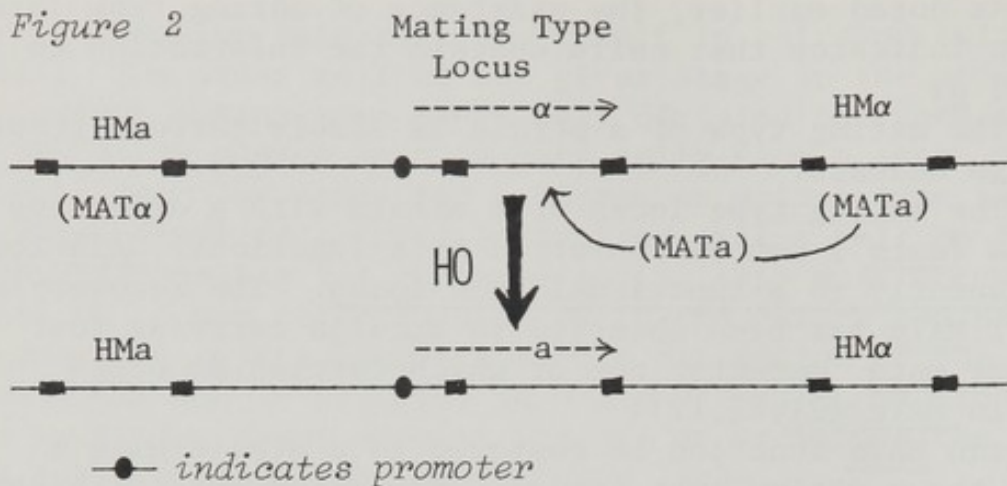 Figure 2
Mating Type
Locus
-----α--->
HMa
HMα
(MATα)
(MATa)
(MATa)
HO
HMa
------a--->
HMα
indicates promoter